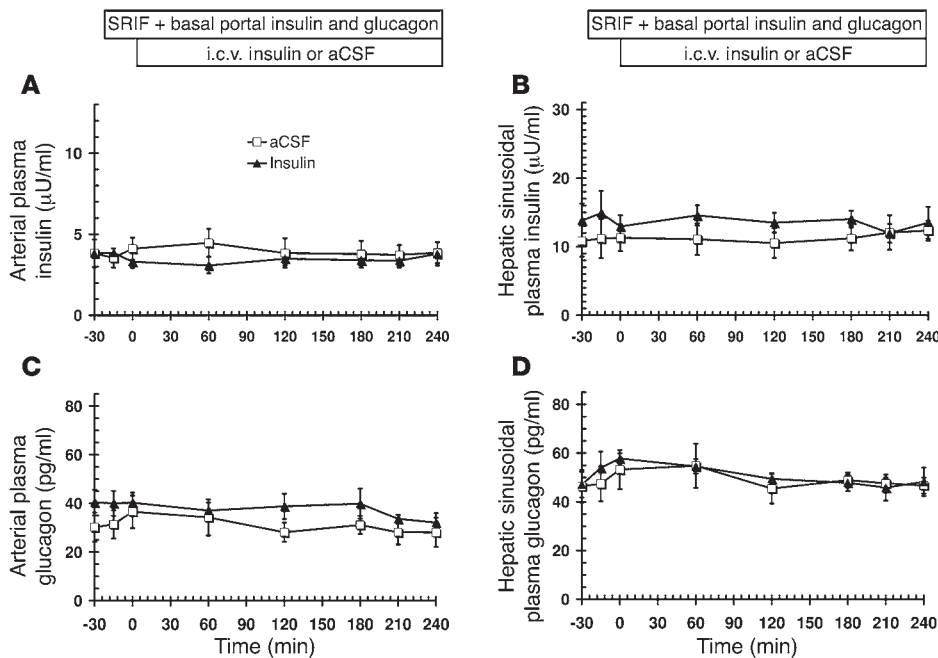 SRIF + basal portal insulin and glucagon
i.c.v. insulin or aCSF
SRIF + basal portal insulin and glucagon
i.c.v. insulin or aCSF
A
Arterial plasma
insulin (μU/ml)
10
5
0
aCSF
Insulin
-30 0 30 60 90 120 150 180 210 240
B
Hepatic sinusoidal
plasma insulin (μU/ml)
30
20
10
0
-30 0 30 60 90 120 150 180 210 240
C
Arterial plasma
glucagon (pg/ml)
80
60
40
20
0
-30 0 30 60 90 120 150 180 210 240
Time (min)
D
Hepatic sinusoidal
plasma glucagon (pg/ml)
80
60
40
20
0
-30 0 30 60 90 120 150 180 210 240
Time (min)